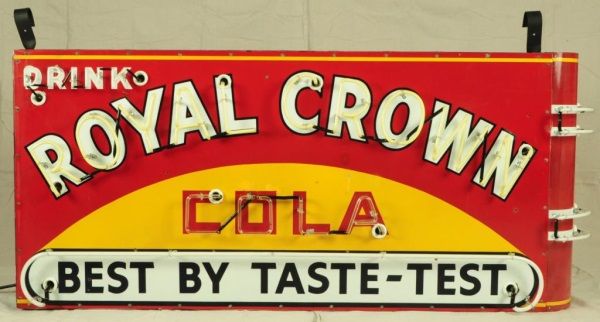 DRINK
ROYAL CROWN
COLA
BEST BY TASTE-TEST